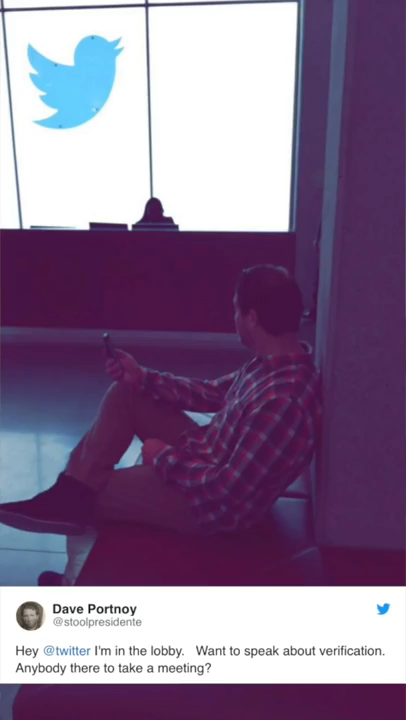 Dave Portnoy
@stoolpresidente
Hey @twitter I'm in the lobby. Want to speak about verification.
Anybody there to take a meeting?